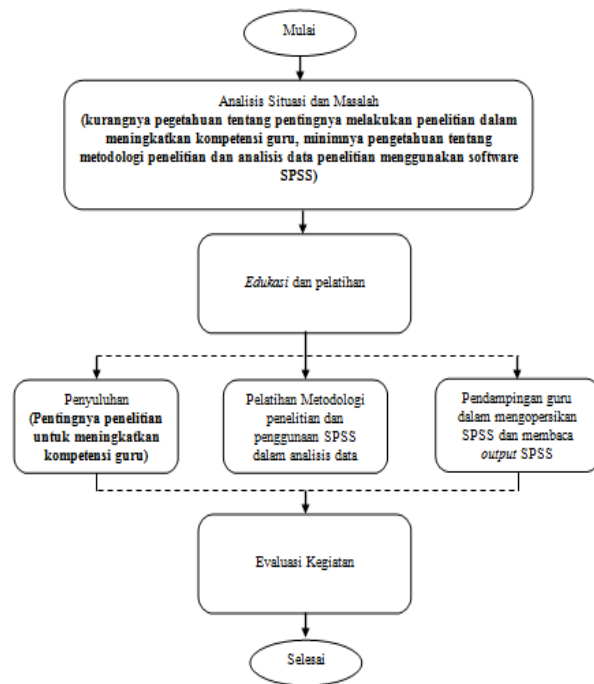 Mulai
Analisis Situasi dan Masalah
(kurangnya pegetahuan tentang pentingnya melakukan penelitian dalam
meningkatkan kompetensi guru, minimnya pengetahuan tentang
metodologi penelitian dan analisis data penelitian menggunakan software
SPSS)
Edukasi dan pelatihan
Penyuluhan
(Pentingnya penelitian
untuk meningkatkan
kompetensi guru)
Pelatihan Metodologi
penelitian dan
penggunaan SPSS
dalam analisis data
Pendampingan guru
dalam mengopersikan
SPSS dan membaca
output SPSS
Evaluasi Kegiatan
Selesai